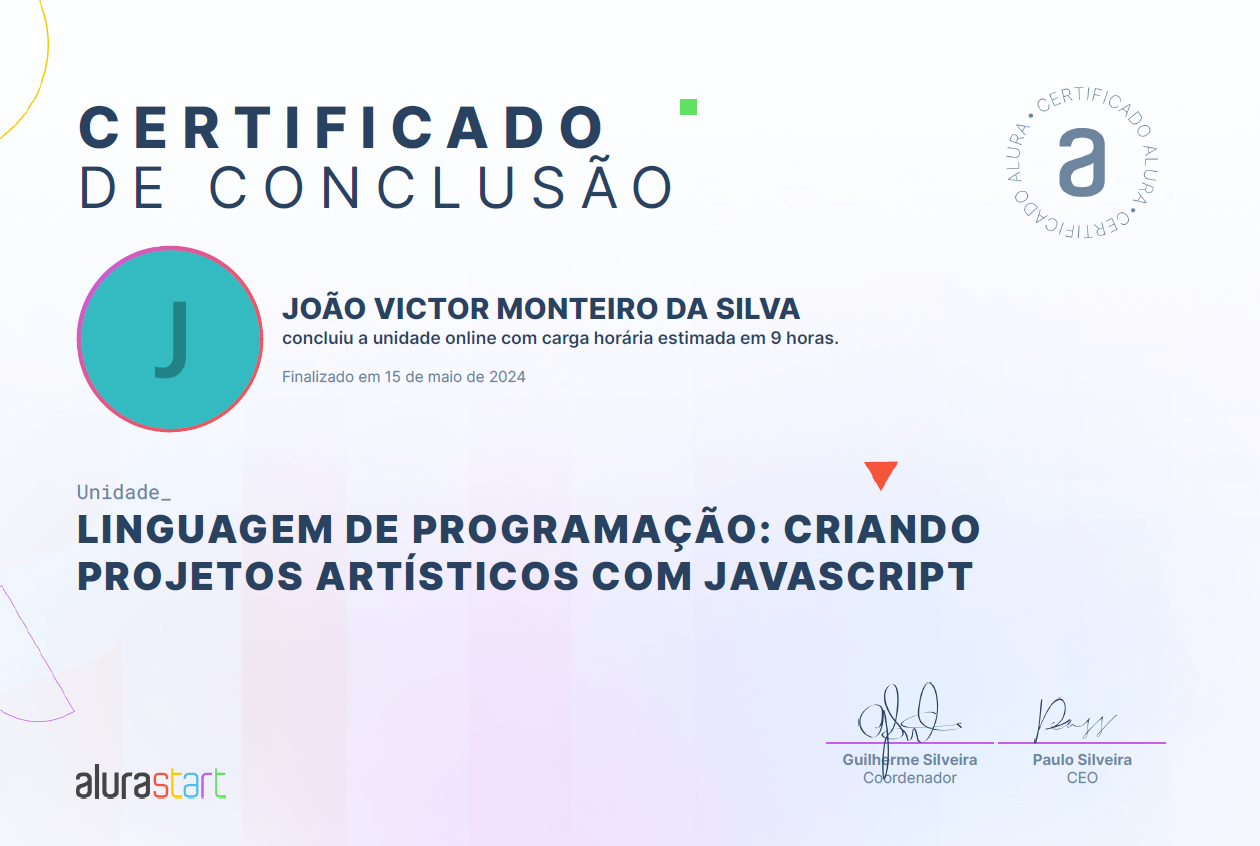 CERTIFICADO
DE CONCLUSÃO
CERTIFICADO ALURA • CERTIFICADO ALURA •
a
J
JOÃO VICTOR MONTEIRO DA SILVA
concluiu a unidade online com carga horária estimada em 9 horas.
Finalizado em 15 de maio de 2024
Unidade_
LINGUAGEM DE PROGRAMAÇÃO: CRIANDO
PROJETOS ARTÍSTICOS COM JAVASCRIPT
Guilherme Silveira
Coordenador
Paulo Silveira
CEO
alurastart